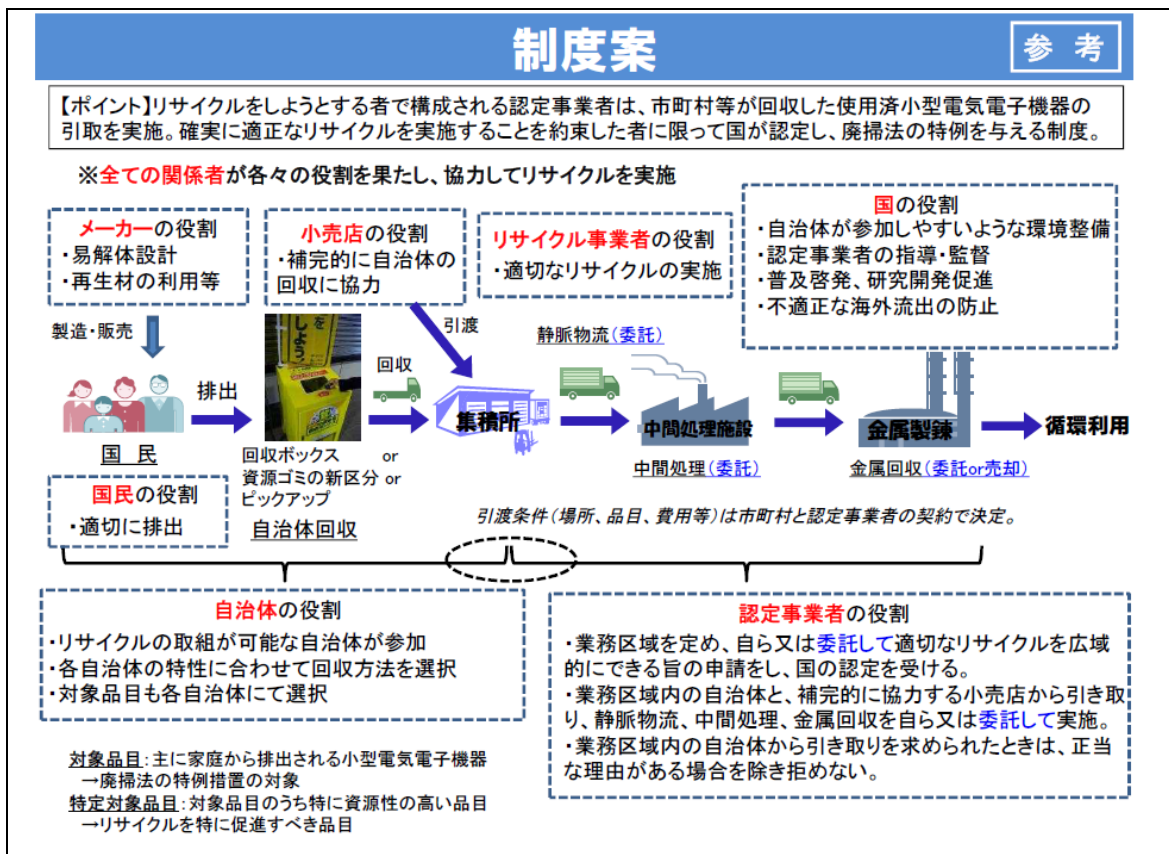 制度案
参 考
【ポイント】リサイクルをしようとする者で構成される認定事業者は、市町村等が回収した使用済小型電気電子機器の
引取を実施。確実に適正なリサイクルを実施することを約束した者に限って国が認定し、廃掃法の特例を与える制度。
※全ての関係者が各々の役割を果たし、協力してリサイクルを実施
メーカーの役割
・易解体設計
・再生材の利用等
小売店の役割
・補完的に自治体の
回収に協力
リサイクル事業者の役割
・適切なリサイクルの実施
国の役割
・自治体が参加しやすいような環境整備
・認定事業者の指導・監督
・普及啓発、研究開発促進
・不適正な海外流出の防止
製造・販売
引渡
静脈物流(委託)
排出
回収
集積所
中間処理施設
金属製錬
循環利用
国 民
回収ボックス or
資源ゴミの新区分 or
ピックアップ
自治体回収
中間処理(委託)
金属回収(委託or売却)
国民の役割
・適切に排出
引渡条件(場所、品目、費用等)は市町村と認定事業者の契約で決定。
自治体の役割
・リサイクルの取組が可能な自治体が参加
・各自治体の特性に合わせて回収方法を選択
・対象品目も各自治体にて選択
認定事業者の役割
・業務区域を定め、自ら又は委託して適切なリサイクルを広域
的にできる旨の申請をし、国の認定を受ける。
・業務区域内の自治体と、補完的に協力する小売店から引き取
り、静脈物流、中間処理、金属回収を自ら又は委託して実施。
・業務区域内の自治体から引き取りを求められたときは、正当
な理由がある場合を除き拒めない。
対象品目:主に家庭から排出される小型電気電子機器
→廃掃法の特例措置の対象
特定対象品目:対象品目のうち特に資源性の高い品目
→リサイクルを特に促進すべき品目